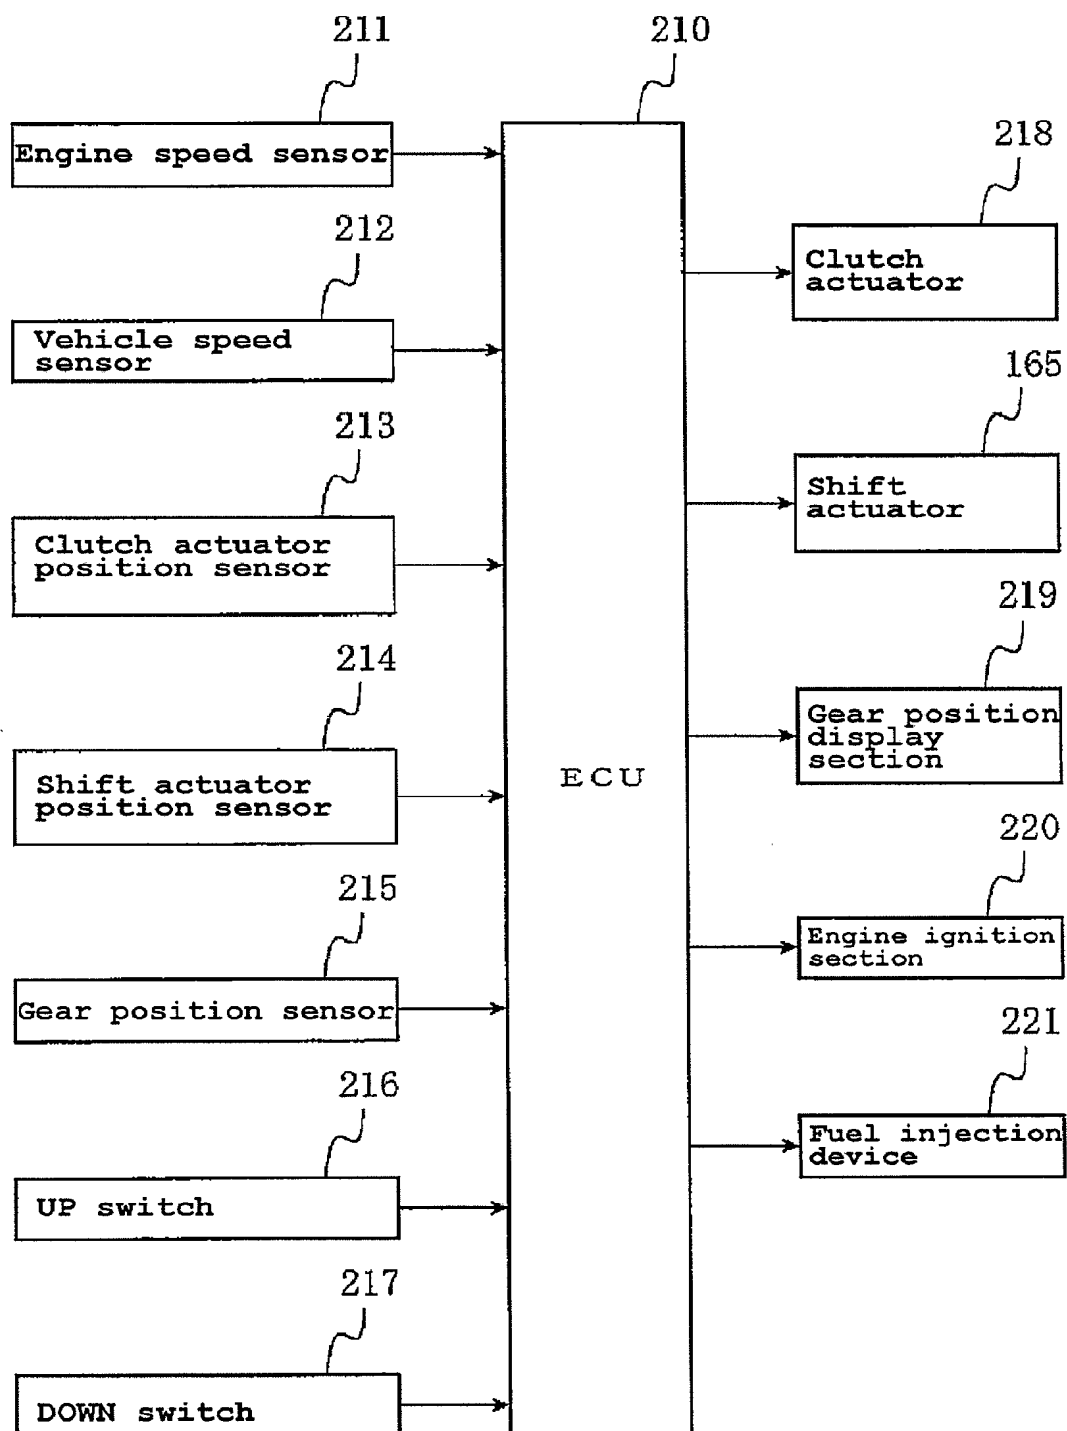 211
Engine speed sensor
212
Vehicle speed
sensor
213
Clutch actuator
position sensor
214
Shift actuator
position sensor
215
Gear position sensor
216
UP switch
217
DOWN switch
210
ECU
218
Clutch
actuator
165
Shift
actuator
219
Gear position
display
section
220
Engine ignition
section
221
Fuel injection
device